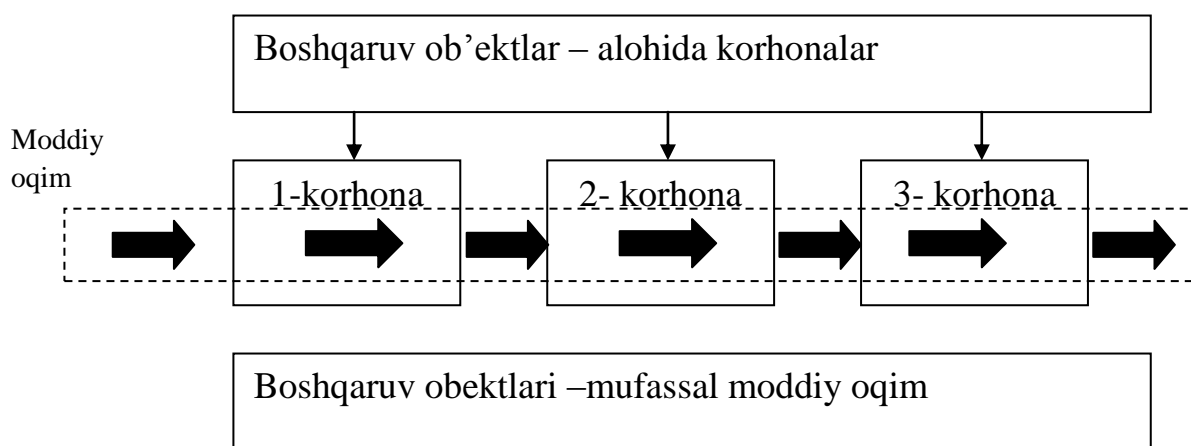 Boshqaruv ob’ektlar – alohida korhonalar
Moddiy
oqim
1-korhona
2- korhona
3- korhona
Boshqaruv obektlari –mufassal moddiy oqim